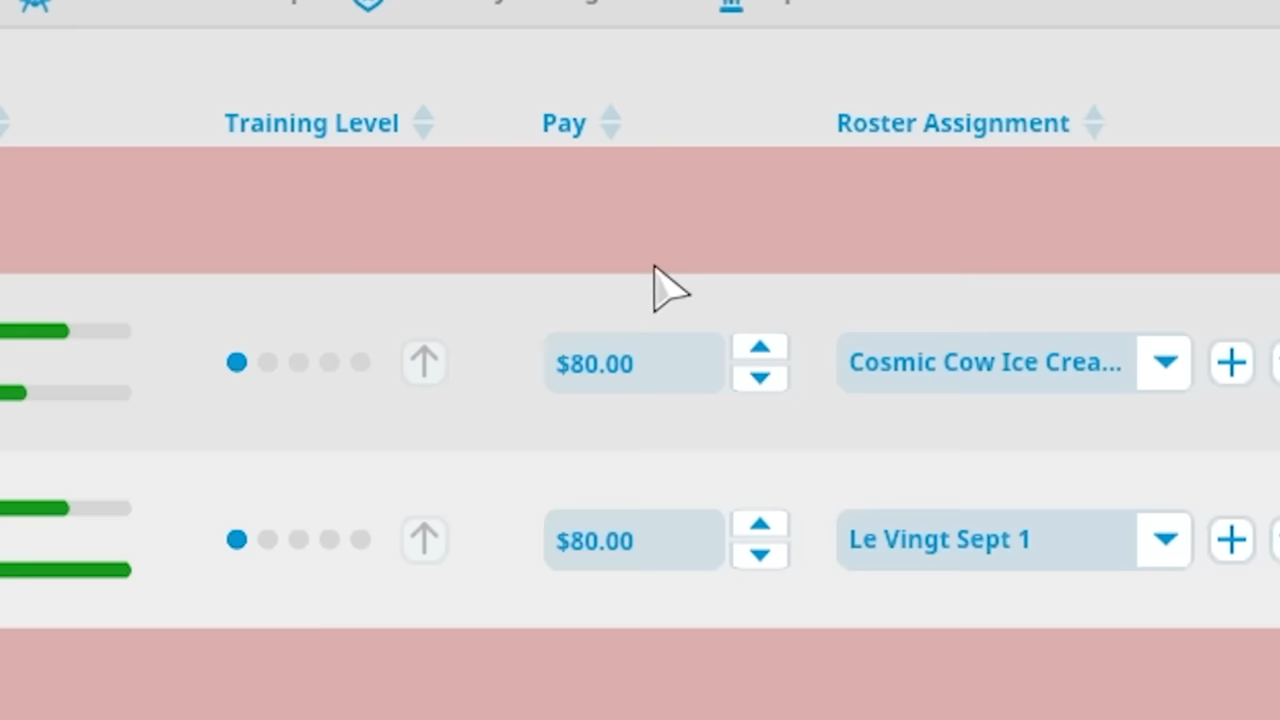 Training Level Pay Roster Assignment
$80.00 Cosmic Cow Ice Crea...
$80.00 Le Vingt Sept 1